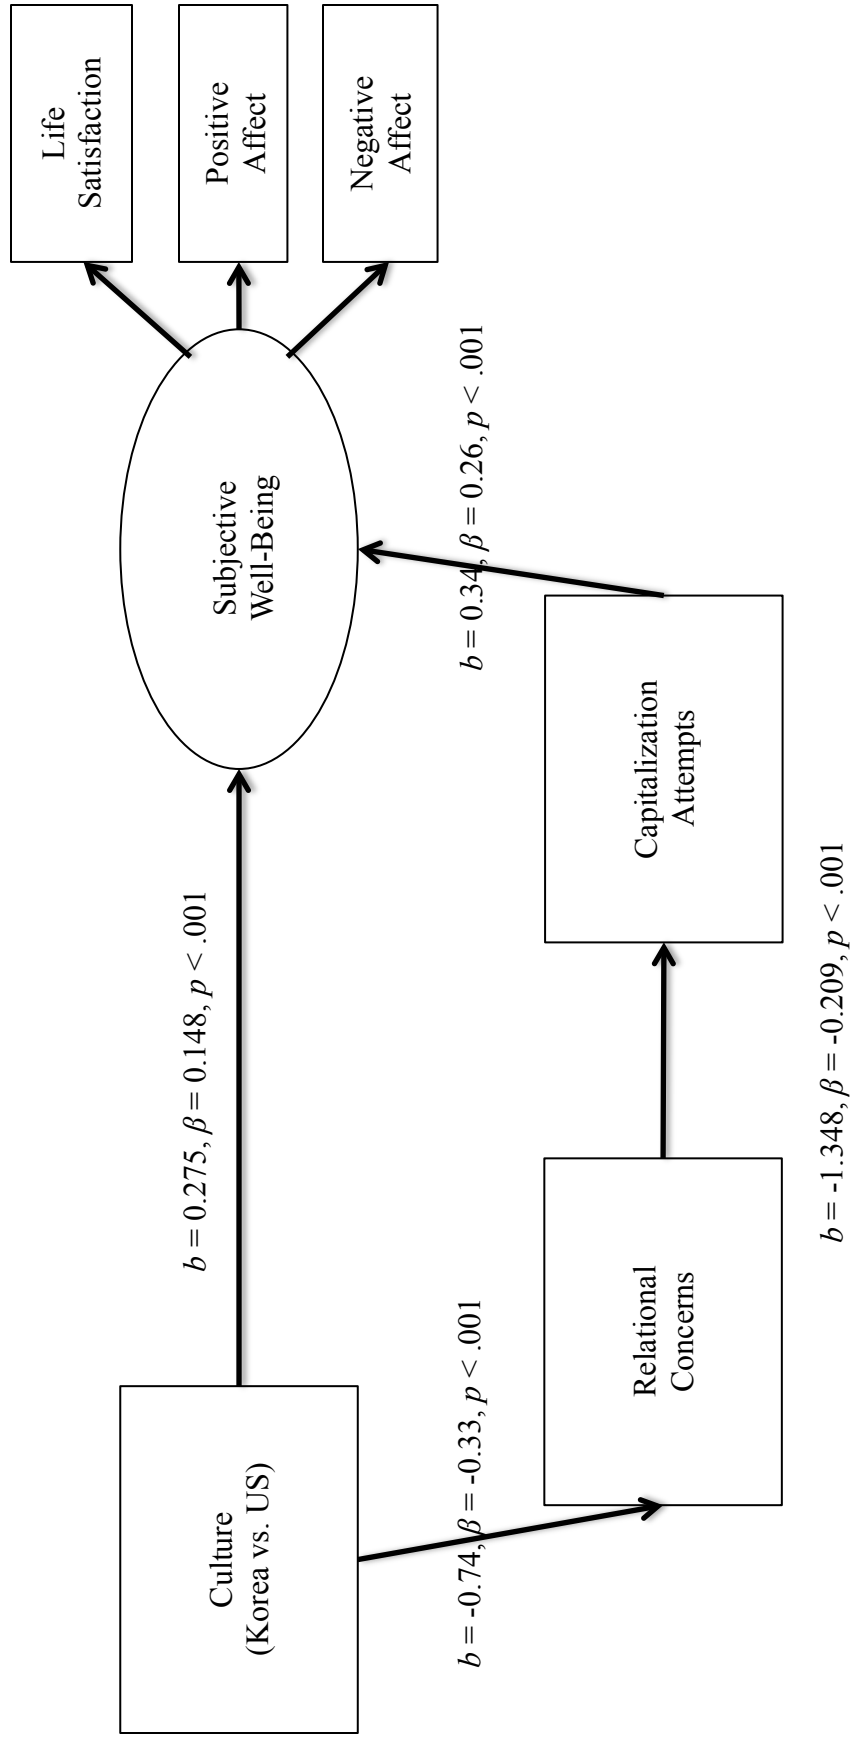 Culture
(Korea vs. US)
b = 0.275, β = 0.148, p < .001
Subjective
Well-Being
Life
Satisfaction
Positive
Affect
Negative
Affect
b = -0.74, β = -0.33, p < .001
b = 0.34, β = 0.26, p < .001
Relational
Concerns
Capitalization
Attempts
b = -1.348, β = -0.209, p < .001